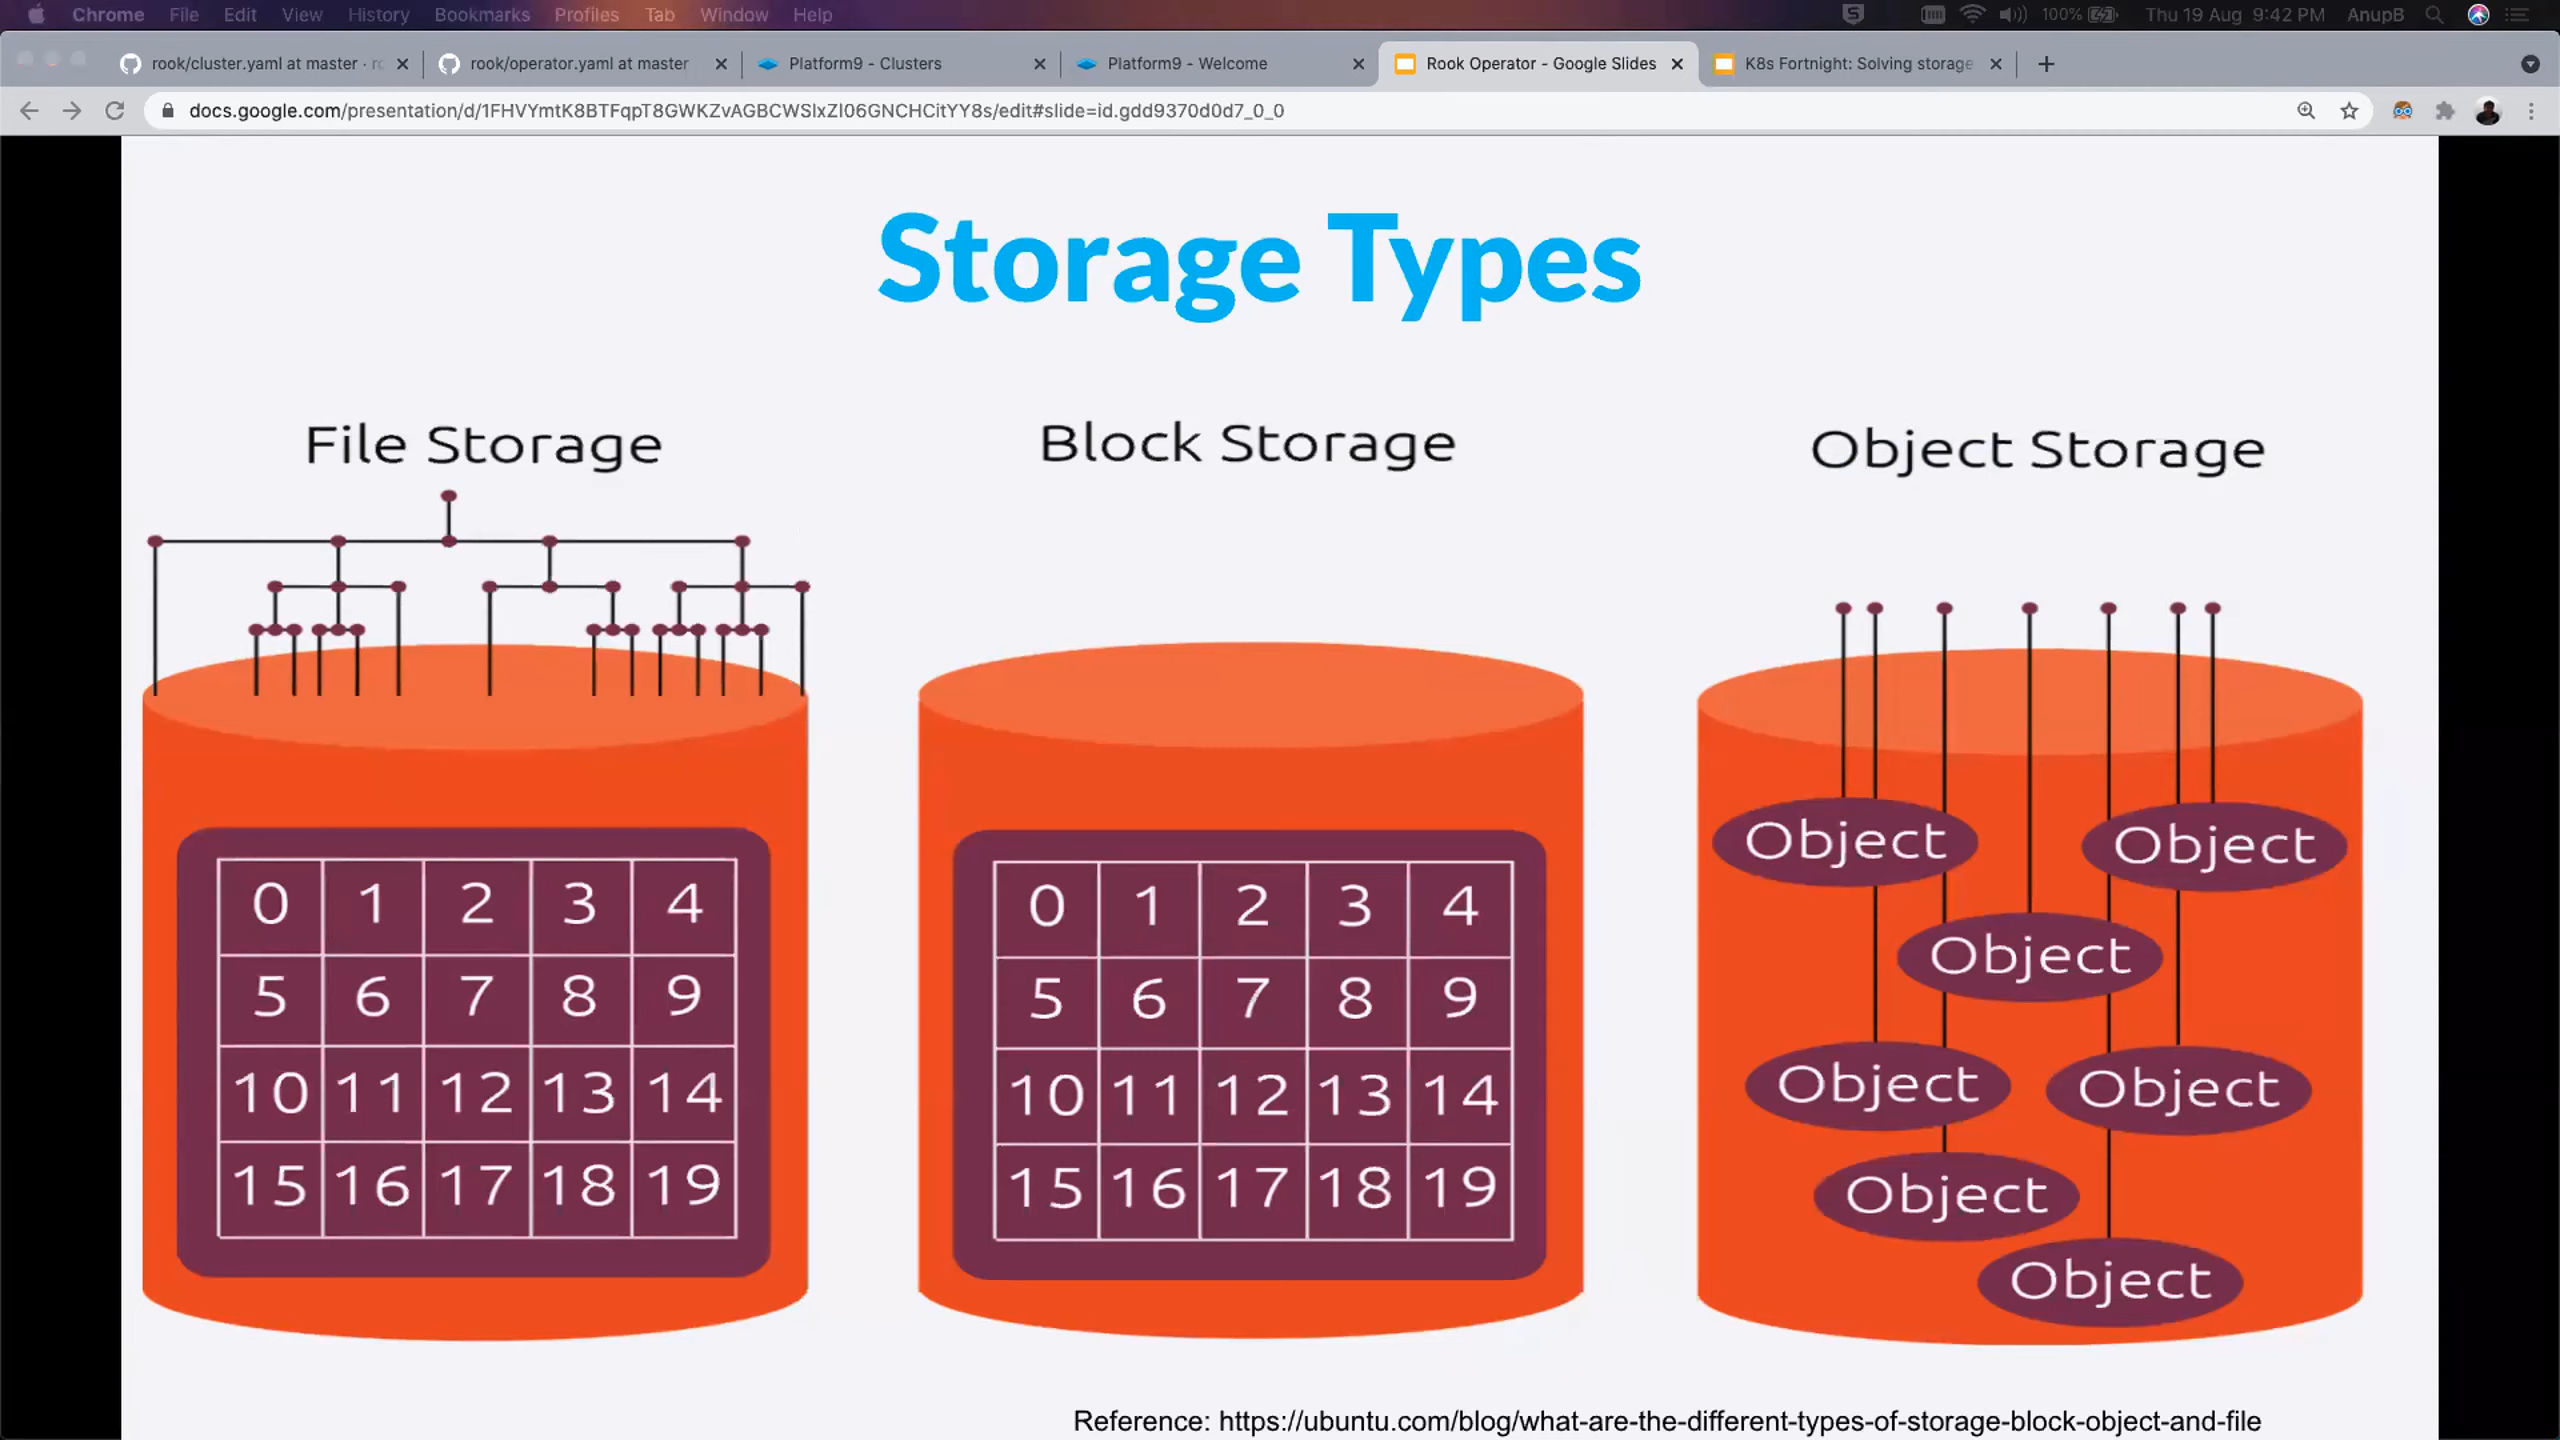 Chrome File Edit View History Bookmarks Profiles Tab Window Help 100% Thu 19 Aug 9:42 PM AnupB
rook/cluster.yaml at master · ro rook/operator.yaml at master Platform9 - Clusters Platform9 - Welcome Rook Operator - Google Slides K8s Fortnight: Solving storage
docs.google.com/presentation/d/1FHVYmtK8BTFqpT8GWKZvAGBCWSlxZl06GNCHCitYY8s/edit#slide=id.gdd9370d0d7_0_0
Storage Types
File Storage
Block Storage
Object Storage
0 1 2 3 4
5 6 7 8 9
10 11 12 13 14
15 16 17 18 19
0 1 2 3 4
5 6 7 8 9
10 11 12 13 14
15 16 17 18 19
Object Object
Object
Object Object
Object
Object
Reference: https://ubuntu.com/blog/what-are-the-different-types-of-storage-block-object-and-file